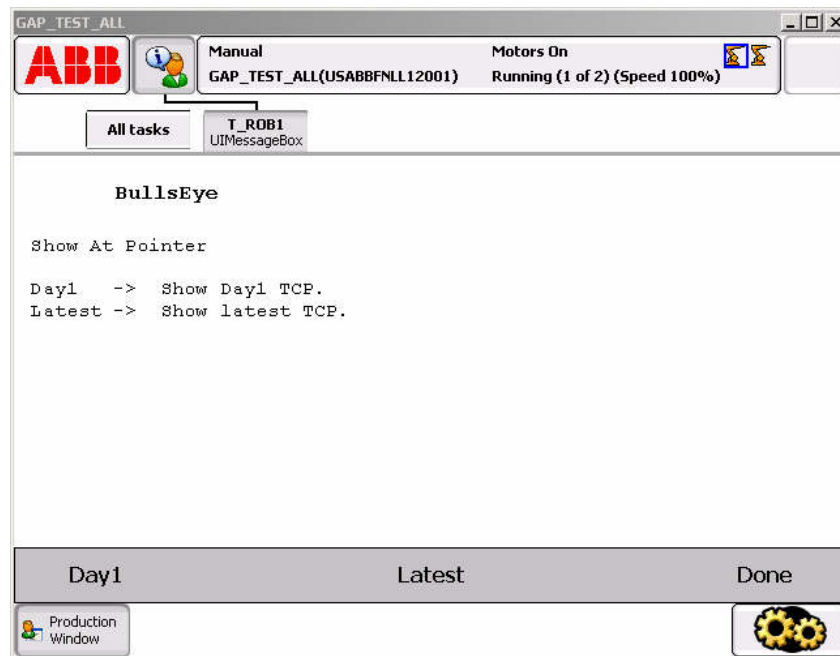 GAP_TEST_ALL
ABB
Manual
GAP_TEST_ALL(USABBFNLL12001)
Motors On
Running (1 of 2) (Speed 100%)
All tasks
T_ROB1
UIMessageBox
BullsEye
Show At Pointer
Day1 -> Show Day1 TCP.
Latest -> Show latest TCP.
Day1 Latest Done
Production
Window